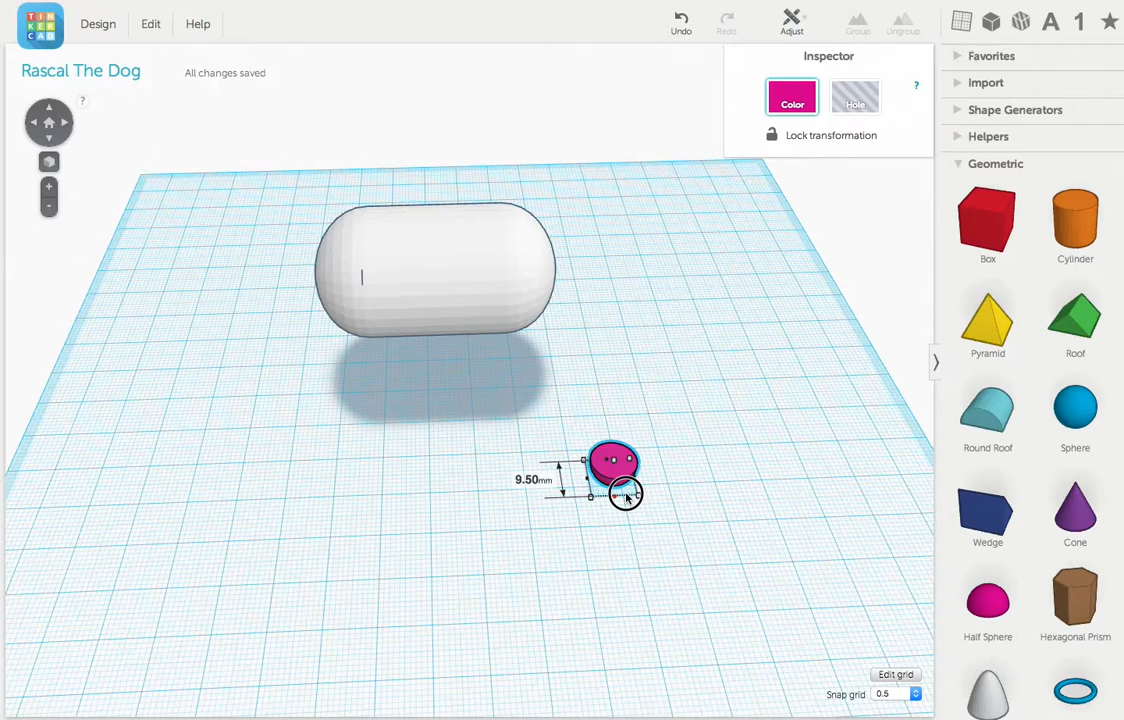 TIN
KER
CAD
Design
Edit
Help
Undo
Redo
Adjust
Group
Ungroup
A
1
Rascal The Dog
All changes saved
?
Inspector
Color
Hole
?
Lock transformation
Favorites
Import
Shape Generators
Helpers
Geometric
Box
Cylinder
Pyramid
Roof
Round Roof
Sphere
Wedge
Cone
Half Sphere
Hexagonal Prism
9.50mm
Edit grid
Snap grid 0.5